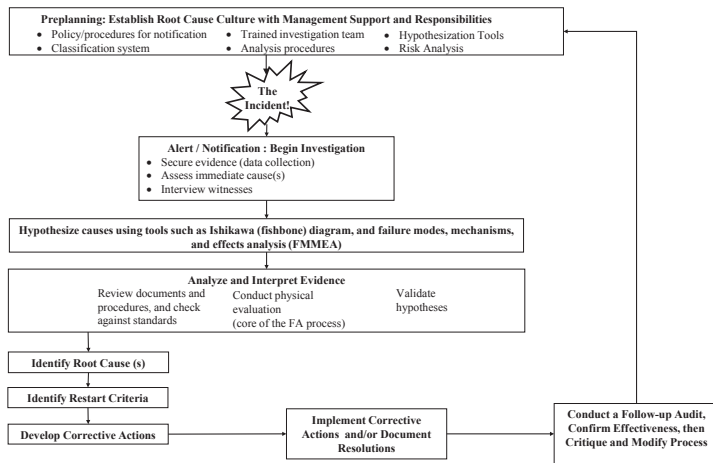 Preplanning: Establish Root Cause Culture with Management Support and Responsibilities
• Policy/procedures for notification
• Classification system
• Trained investigation team
• Analysis procedures
• Hypothesization Tools
• Risk Analysis
The
Incident!
Alert / Notification : Begin Investigation
• Secure evidence (data collection)
• Assess immediate cause(s)
• Interview witnesses
Hypothesize causes using tools such as Ishikawa (fishbone) diagram, and failure modes, mechanisms,
and effects analysis (FMMEA)
Analyze and Interpret Evidence
Review documents and
procedures, and check
against standards
Conduct physical
evaluation
(core of the FA process)
Validate
hypotheses
Identify Root Cause (s)
Identify Restart Criteria
Develop Corrective Actions
Implement Corrective
Actions and/or Document
Resolutions
Conduct a Follow-up Audit,
Confirm Effectiveness, then
Critique and Modify Process